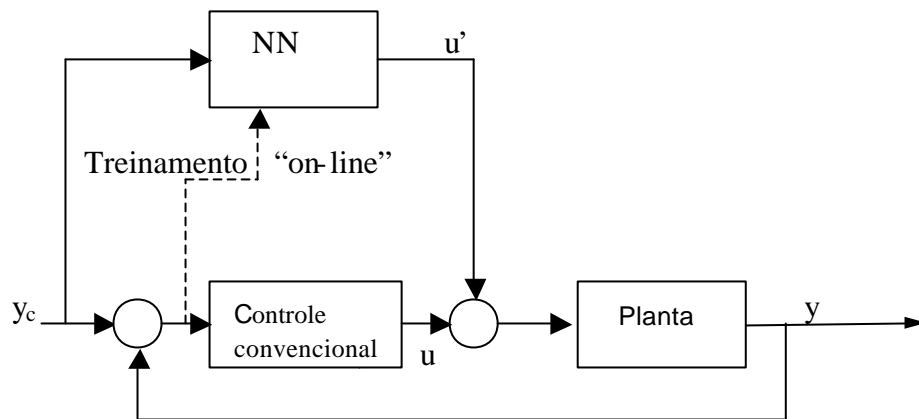 NN
u’
Treinamento “on-line”
yc
Controle
convencional
u
Planta
y